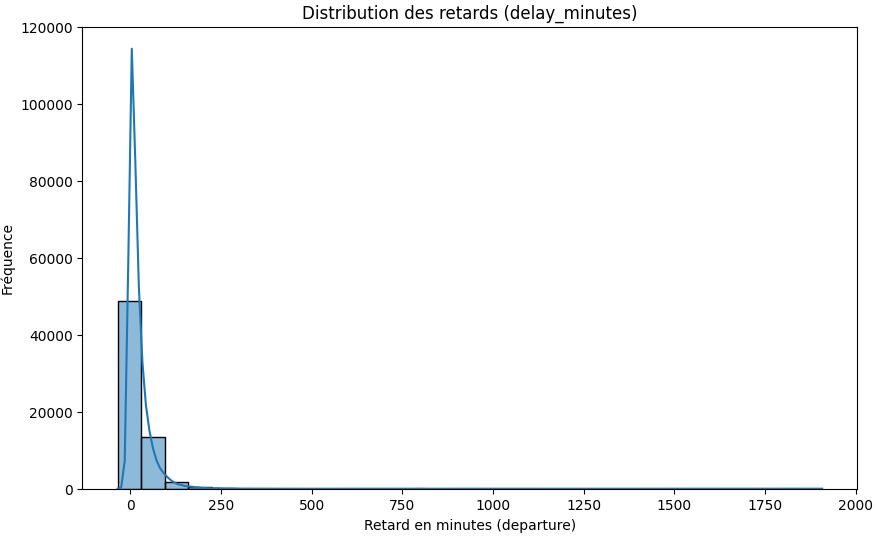 Distribution des retards (delay_minutes)
120000
100000
80000
60000
40000
20000
0
Fréquence
0 250 500 750 1000 1250 1500 1750 2000
Retard en minutes (departure)